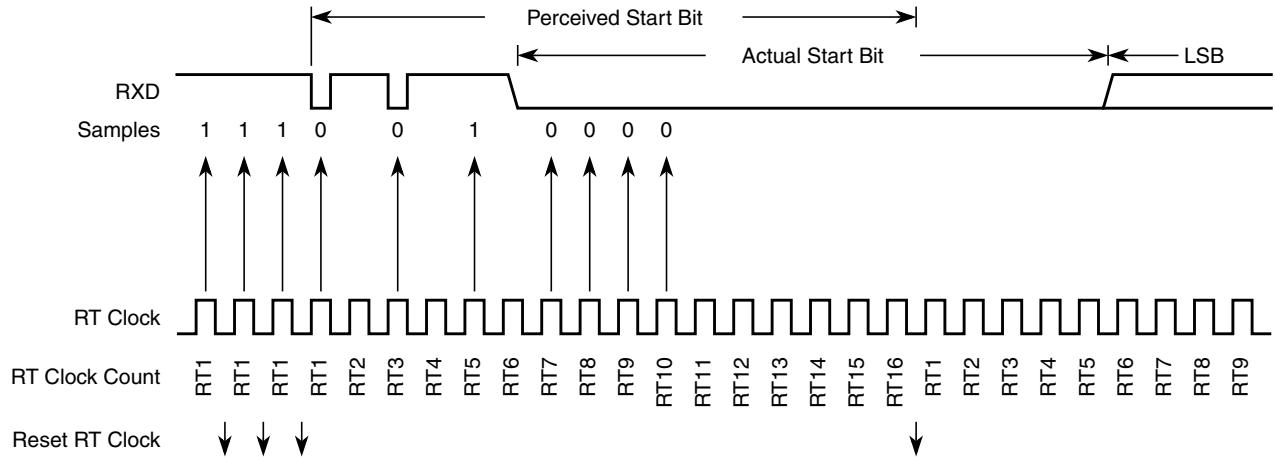 Perceived Start Bit
Actual Start Bit LSB
RXD
Samples 1 1 1 0 0 1 0 0 0 0
RT Clock
RT Clock Count RT1 RT1 RT1 RT1 RT2 RT3 RT4 RT5 RT6 RT7 RT8 RT9 RT10 RT11 RT12 RT13 RT14 RT15 RT16 RT1 RT2 RT3 RT4 RT5 RT6 RT7 RT8 RT9
Reset RT Clock